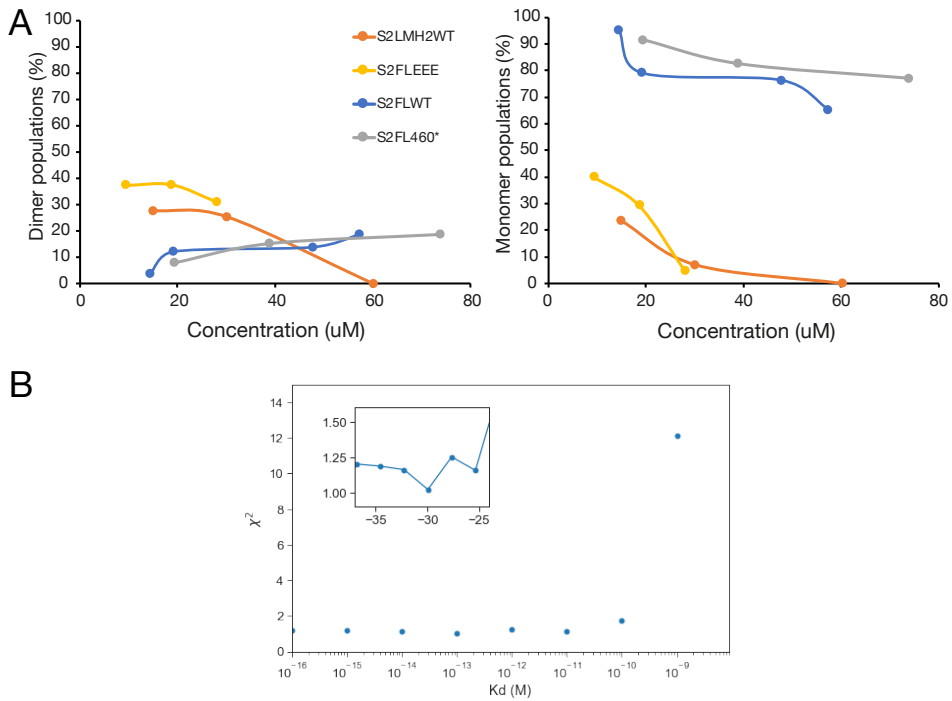 A
Dimer populations (%)
100
90
80
70
60
50
40
30
20
10
0
0 20 40 60 80
Concentration (uM)
S2LMH2WT
S2FLEEE
S2FLWT
S2FL460*
Monomer populations (%)
100
90
80
70
60
50
40
30
20
10
0
0 20 40 60 80
Concentration (uM)
B
χ²
14
12
10
8
6
4
2
0
1.50
1.25
1.00
−35 −30 −25
10⁻¹⁶ 10⁻¹⁵ 10⁻¹⁴ 10⁻¹³ 10⁻¹² 10⁻¹¹ 10⁻¹⁰ 10⁻⁹
Kd (M)